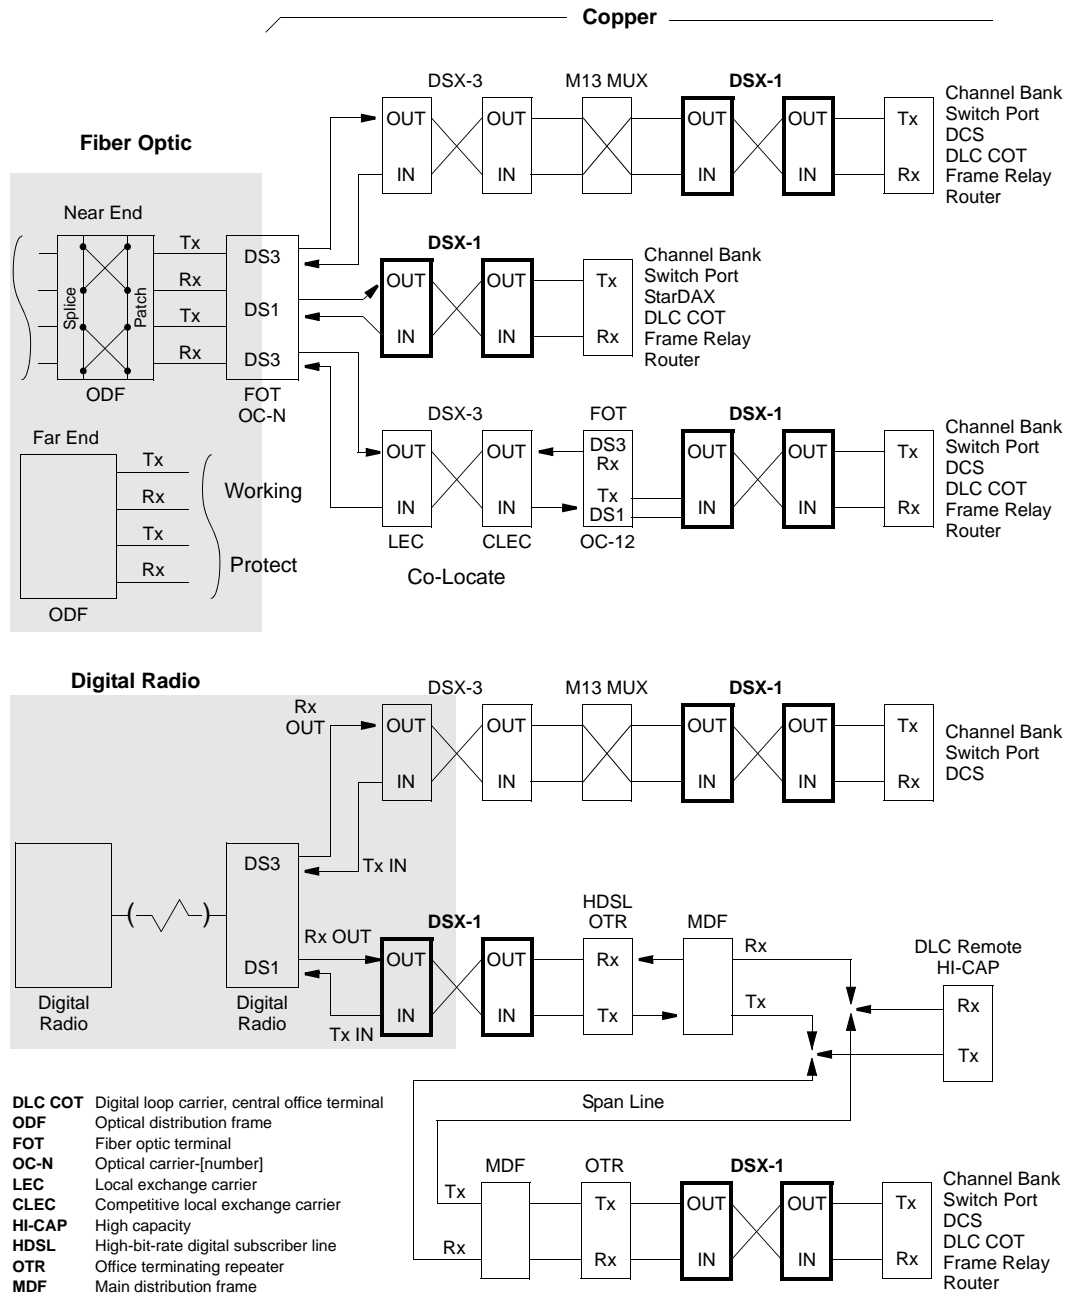 Copper
DSX-3
M13 MUX
DSX-1
OUT
OUT
OUT
OUT
Tx
IN
IN
IN
IN
Rx
Channel Bank
Switch Port
DCS
DLC COT
Frame Relay
Router
Fiber Optic
Near End
Splice
Patch
ODF
Tx
Rx
Tx
Rx
DS3
DS1
DS3
FOT
OC-N
DSX-1
OUT
OUT
Tx
IN
IN
Rx
Channel Bank
Switch Port
StarDAX
DLC COT
Frame Relay
Router
DSX-3
FOT
DSX-1
OUT
OUT
DS3
Rx
OUT
OUT
Tx
IN
IN
Tx
DS1
IN
IN
Rx
LEC
CLEC
OC-12
Co-Locate
Channel Bank
Switch Port
DCS
DLC COT
Frame Relay
Router
Far End
Tx
Rx
Tx
Rx
Working
Protect
ODF
Digital Radio
DSX-3
M13 MUX
DSX-1
Rx
OUT
OUT
OUT
OUT
OUT
Tx
IN
IN
IN
IN
Rx
Channel Bank
Switch Port
DCS
DS3
Tx IN
DS1
Rx OUT
Tx IN
Digital
Radio
Digital
Radio
DSX-1
OUT
OUT
IN
IN
HDSL
OTR
Rx
Tx
MDF
Rx
Tx
DLC Remote
HI-CAP
Rx
Tx
Span Line
MDF
OTR
DSX-1
Tx
Rx
Tx
Rx
OUT
OUT
Tx
IN
IN
Rx
Channel Bank
Switch Port
DCS
DLC COT
Frame Relay
Router
DLC COT Digital loop carrier, central office terminal
ODF Optical distribution frame
FOT Fiber optic terminal
OC-N Optical carrier-[number]
LEC Local exchange carrier
CLEC Competitive local exchange carrier
HI-CAP High capacity
HDSL High-bit-rate digital subscriber line
OTR Office terminating repeater
MDF Main distribution frame